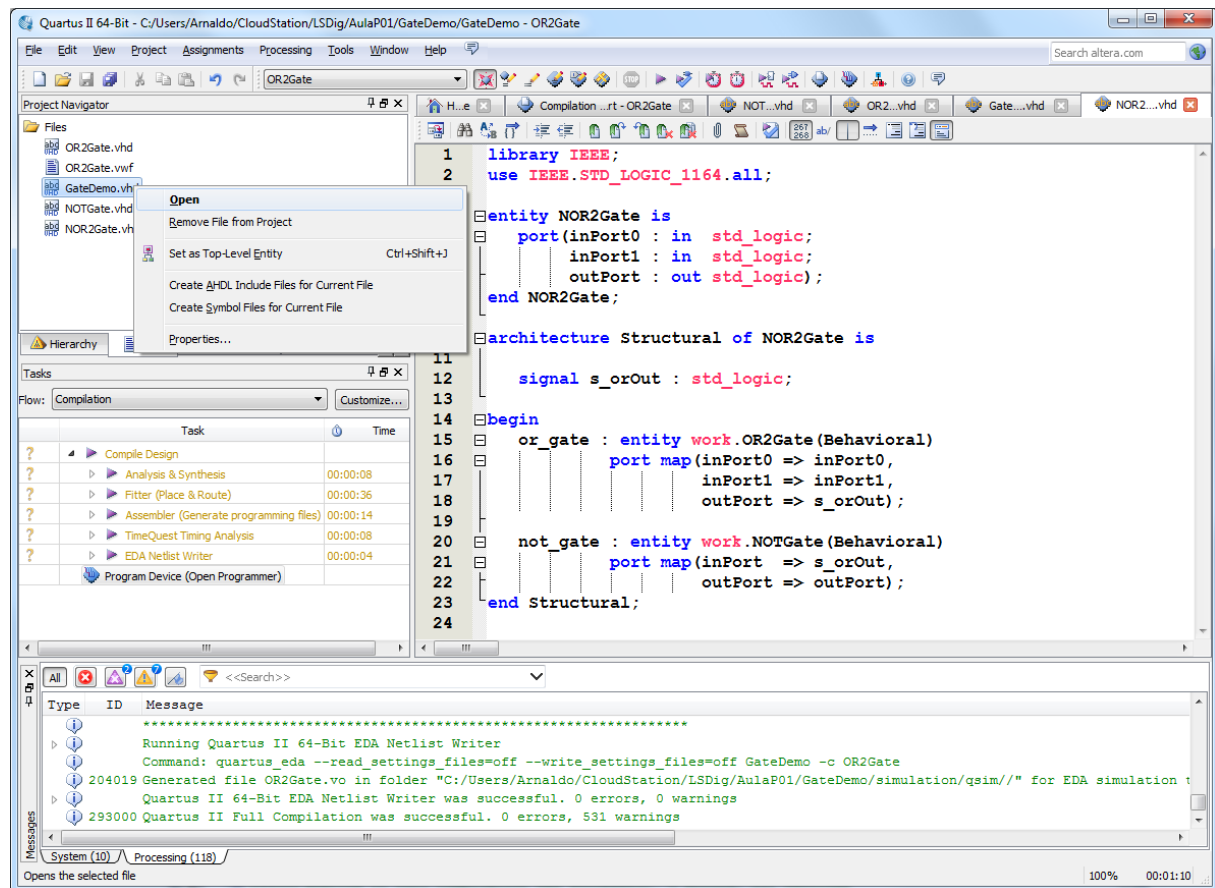 Quartus II 64-Bit - C:/Users/Arnaldo/CloudStation/LSDig/AulaP01/GateDemo/GateDemo - OR2Gate
File Edit View Project Assignments Processing Tools Window Help
Search altera.com
OR2Gate
STOP
Project Navigator
Files
OR2Gate.vhd
OR2Gate.vwf
GateDemo.vhd
NOTGate.vhd
NOR2Gate.vh
Open
Remove File from Project
Set as Top-Level Entity Ctrl+Shift+J
Create AHDL Include Files for Current File
Create Symbol Files for Current File
Properties...
Hierarchy
Tasks
Flow: Compilation Customize...
Task Time
Compile Design
Analysis & Synthesis 00:00:08
Fitter (Place & Route) 00:00:36
Assembler (Generate programming files) 00:00:14
TimeQuest Timing Analysis 00:00:08
EDA Netlist Writer 00:00:04
Program Device (Open Programmer)
H...e Compilation ...rt - OR2Gate NOT...vhd OR2...vhd Gate....vhd NOR2....vhd
267 268 ab/
1 library IEEE;
2 use IEEE.STD_LOGIC_1164.all;
entity NOR2Gate is
port(inPort0 : in std_logic;
inPort1 : in std_logic;
outPort : out std_logic);
end NOR2Gate;
architecture Structural of NOR2Gate is
11
12 signal s_orOut : std_logic;
13
14 begin
15 or_gate : entity work.OR2Gate(Behavioral)
16 port map(inPort0 => inPort0,
17 inPort1 => inPort1,
18 outPort => s_orOut);
19
20 not_gate : entity work.NOTGate(Behavioral)
21 port map(inPort => s_orOut,
22 outPort => outPort);
23 end Structural;
24
All 2 7 <<Search>>
Type ID Message
*******************************************************************
Running Quartus II 64-Bit EDA Netlist Writer
Command: quartus_eda --read_settings_files=off --write_settings_files=off GateDemo -c OR2Gate
204019 Generated file OR2Gate.vo in folder "C:/Users/Arnaldo/CloudStation/LSDig/AulaP01/GateDemo/simulation/qsim//" for EDA simulation t
Quartus II 64-Bit EDA Netlist Writer was successful. 0 errors, 0 warnings
293000 Quartus II Full Compilation was successful. 0 errors, 531 warnings
Messages
System (10) Processing (118)
Opens the selected file 100% 00:01:10